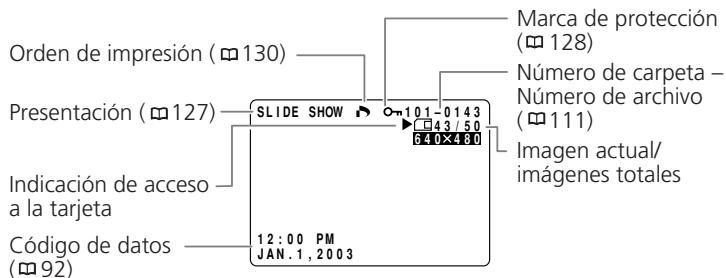 Orden de impresión (130)
Presentación (127)
Indicación de acceso
a la tarjeta
Código de datos
(92)
SLIDE SHOW 101-0143
43/50
640×480
12:00 PM
JAN.1,2003
Marca de protección
(128)
Número de carpeta –
Número de archivo
(111)
Imagen actual/
imágenes totales